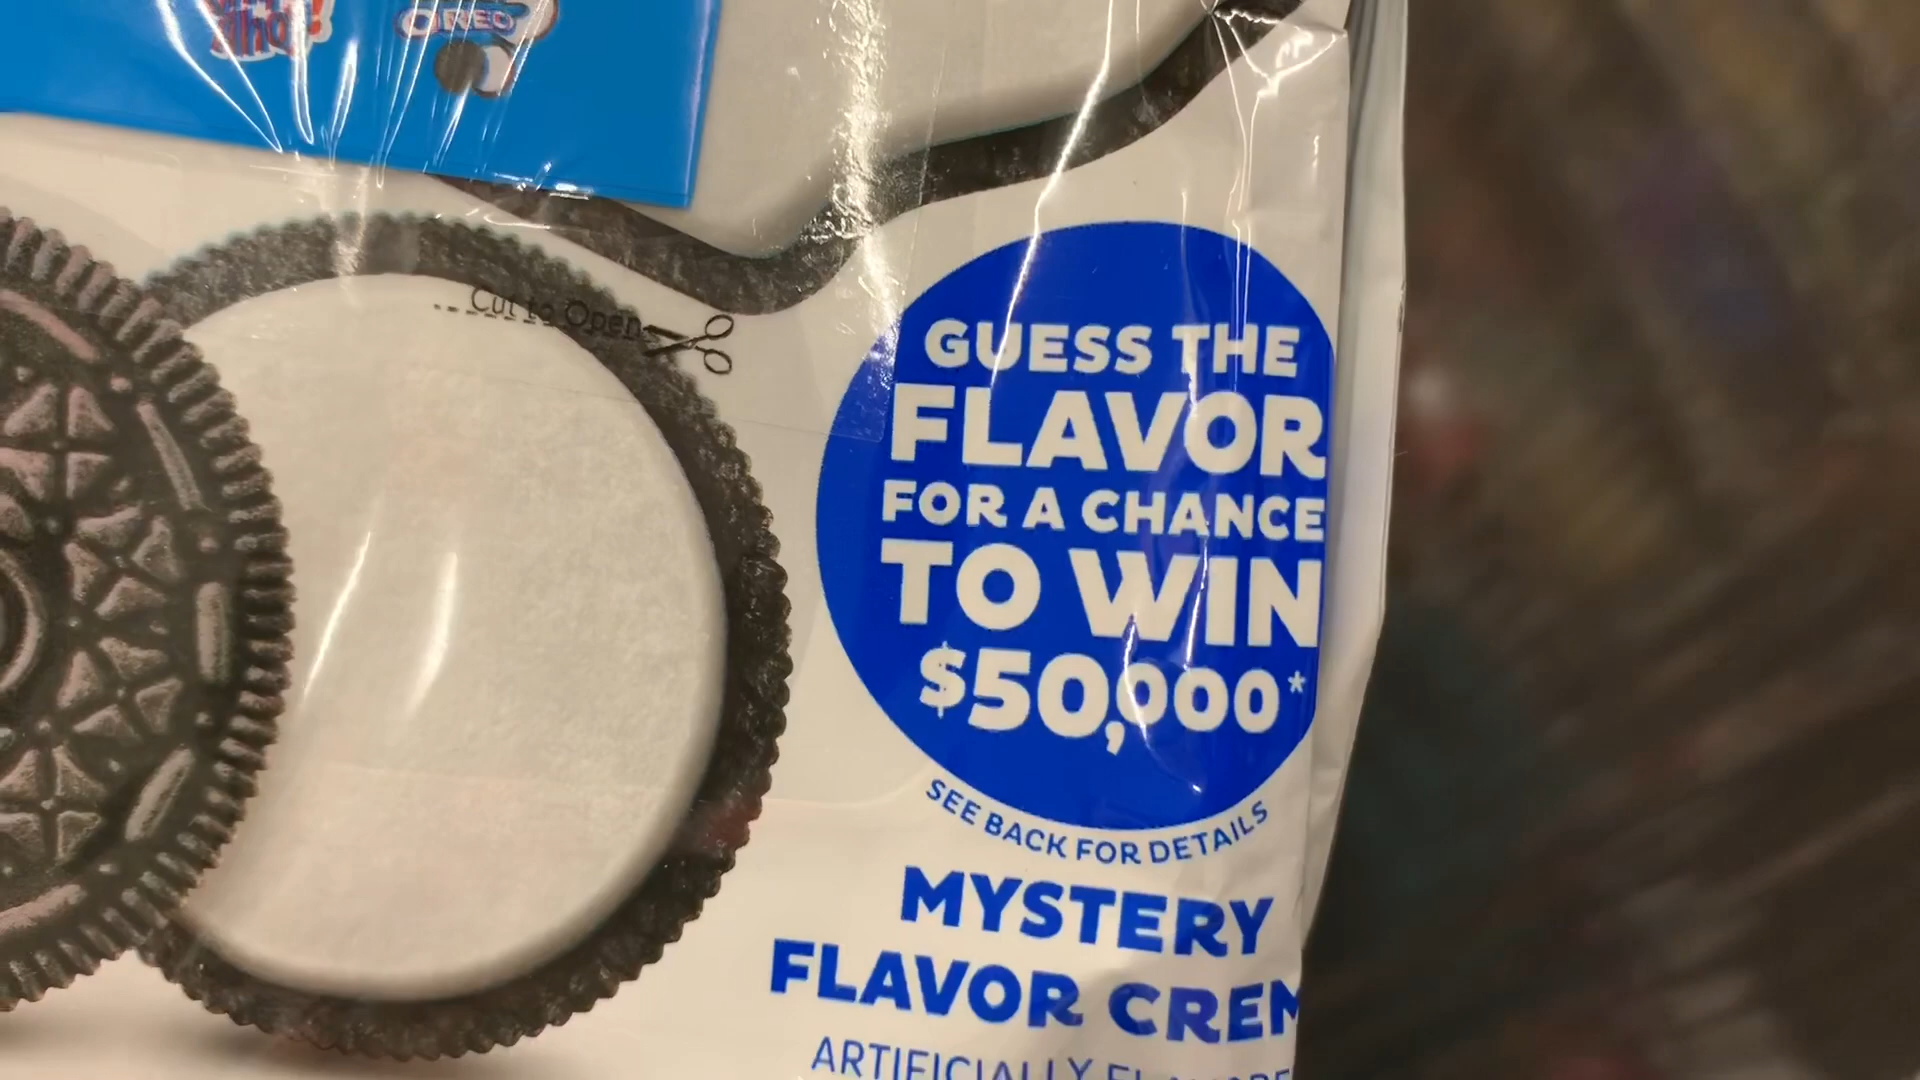 OREO
Cut to Open
GUESS THE
FLAVOR
FOR A CHANCE
TO WIN
$50,000*
SEE BACK FOR DETAILS
MYSTERY
FLAVOR CREM
ARTIFICIALLY